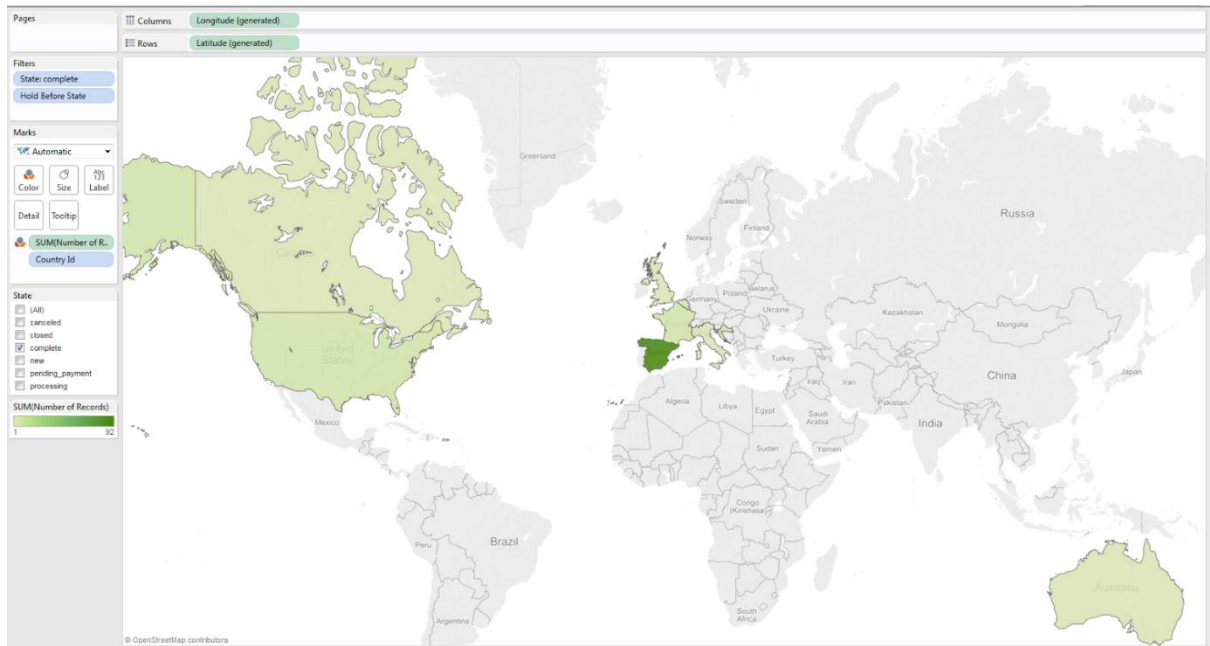 Pages
Columns
Longitude (generated)
Rows
Latitude (generated)
Filters
State: complete
Hold Before State
Marks
Automatic
Color
Size
Abc
123
Label
Detail
Tooltip
SUM(Number of R..
Country Id
State
(All)
canceled
closed
complete
new
pending_payment
processing
SUM(Number of Records)
1
92
Greenland
Canada
United
States
Mexico
Brazil
Peru
Argentina
Sweden
Finland
Norway
Russia
Germany
Poland
Belarus
Ukraine
Kazakhstan
Mongolia
Turkey
China
Japan
Iraq
Iran
Pakistan
India
Algeria
Libya
Egypt
Saudi
Arabia
Sudan
Yemen
Congo
(Kinshasa)
South
Africa
Australia
© OpenStreetMap contributors